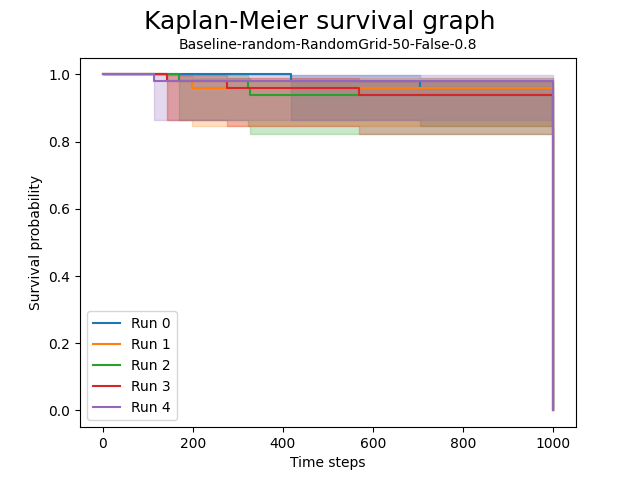 Kaplan-Meier survival graph
Baseline-random-RandomGrid-50-False-0.8
1.0
0.8
0.6
0.4
0.2
0.0
Survival probability
Run 0
Run 1
Run 2
Run 3
Run 4
0 200 400 600 800 1000
Time steps